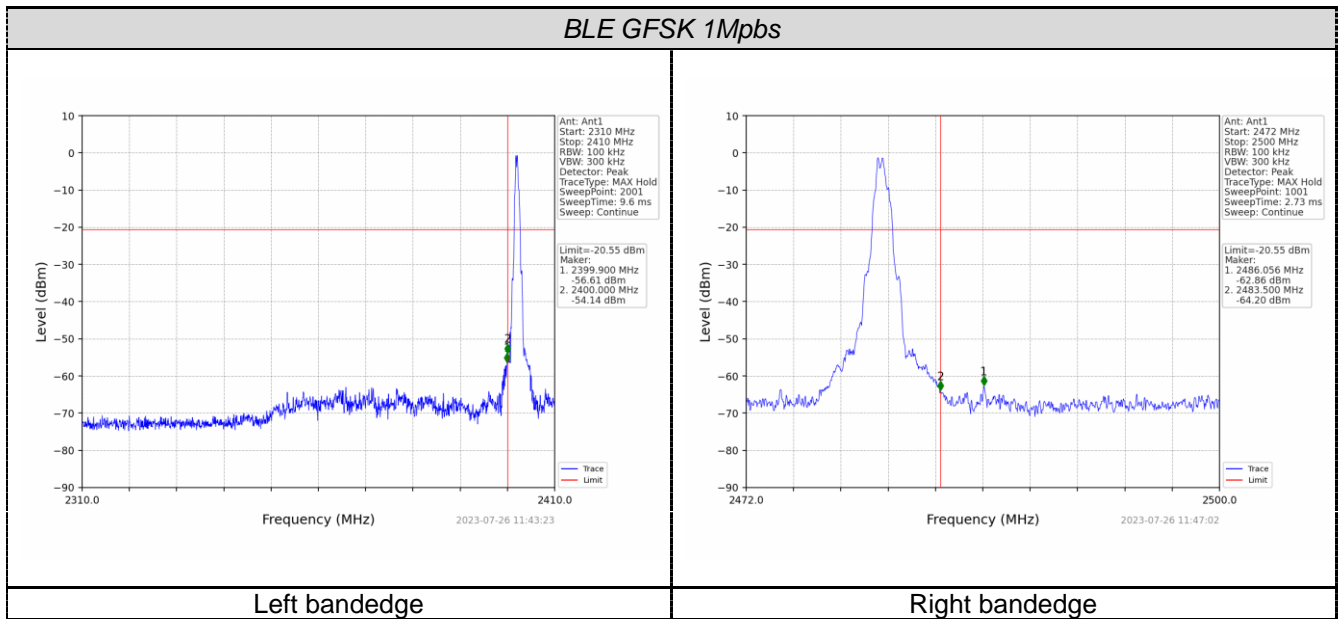 BLE GFSK 1Mpbs
10
0
−10
−20
−30
−40
−50
−60
−70
−80
−90
Level (dBm)
2310.0
2410.0
Frequency (MHz)
2023-07-26 11:43:23
2
Ant: Ant1
Start: 2310 MHz
Stop: 2410 MHz
RBW: 100 kHz
VBW: 300 kHz
Detector: Peak
TraceType: MAX Hold
SweepPoint: 2001
SweepTime: 9.6 ms
Sweep: Continue
Limit=-20.55 dBm
Maker:
1. 2399.900 MHz
-56.61 dBm
2. 2400.000 MHz
-54.14 dBm
Trace
Limit
10
0
−10
−20
−30
−40
−50
−60
−70
−80
−90
Level (dBm)
2472.0
2500.0
Frequency (MHz)
2023-07-26 11:47:02
2
1
Ant: Ant1
Start: 2472 MHz
Stop: 2500 MHz
RBW: 100 kHz
VBW: 300 kHz
Detector: Peak
TraceType: MAX Hold
SweepPoint: 1001
SweepTime: 2.73 ms
Sweep: Continue
Limit=-20.55 dBm
Maker:
1. 2486.056 MHz
-62.86 dBm
2. 2483.500 MHz
-64.20 dBm
Trace
Limit
Left bandedge
Right bandedge